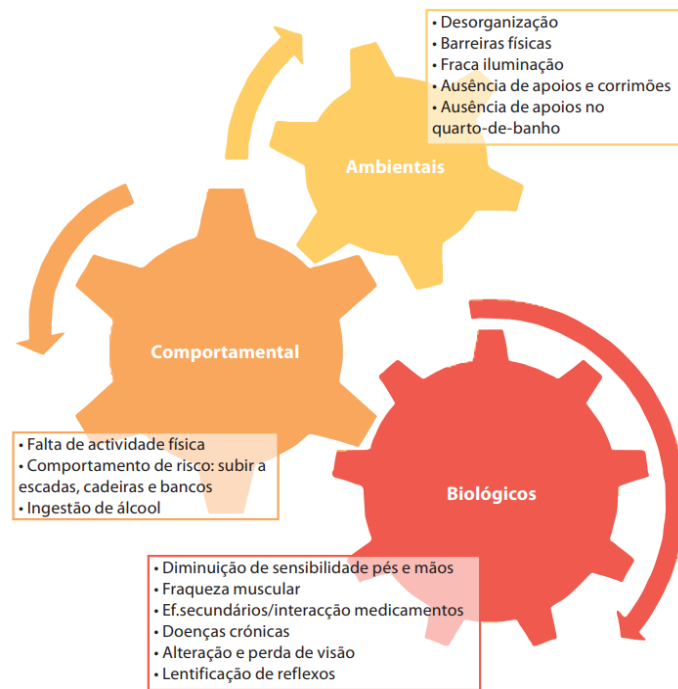 • Desorganização
• Barreiras físicas
• Fraca iluminação
• Ausência de apoios e corrimões
• Ausência de apoios no
quarto-de-banho
Ambientais
Comportamental
• Falta de actividade física
• Comportamento de risco: subir a
escadas, cadeiras e bancos
• Ingestão de álcool
Biológicos
• Diminuição de sensibilidade pés e mãos
• Fraqueza muscular
• Ef.secundários/interacção medicamentos
• Doenças crónicas
• Alteração e perda de visão
• Lentificação de reflexos